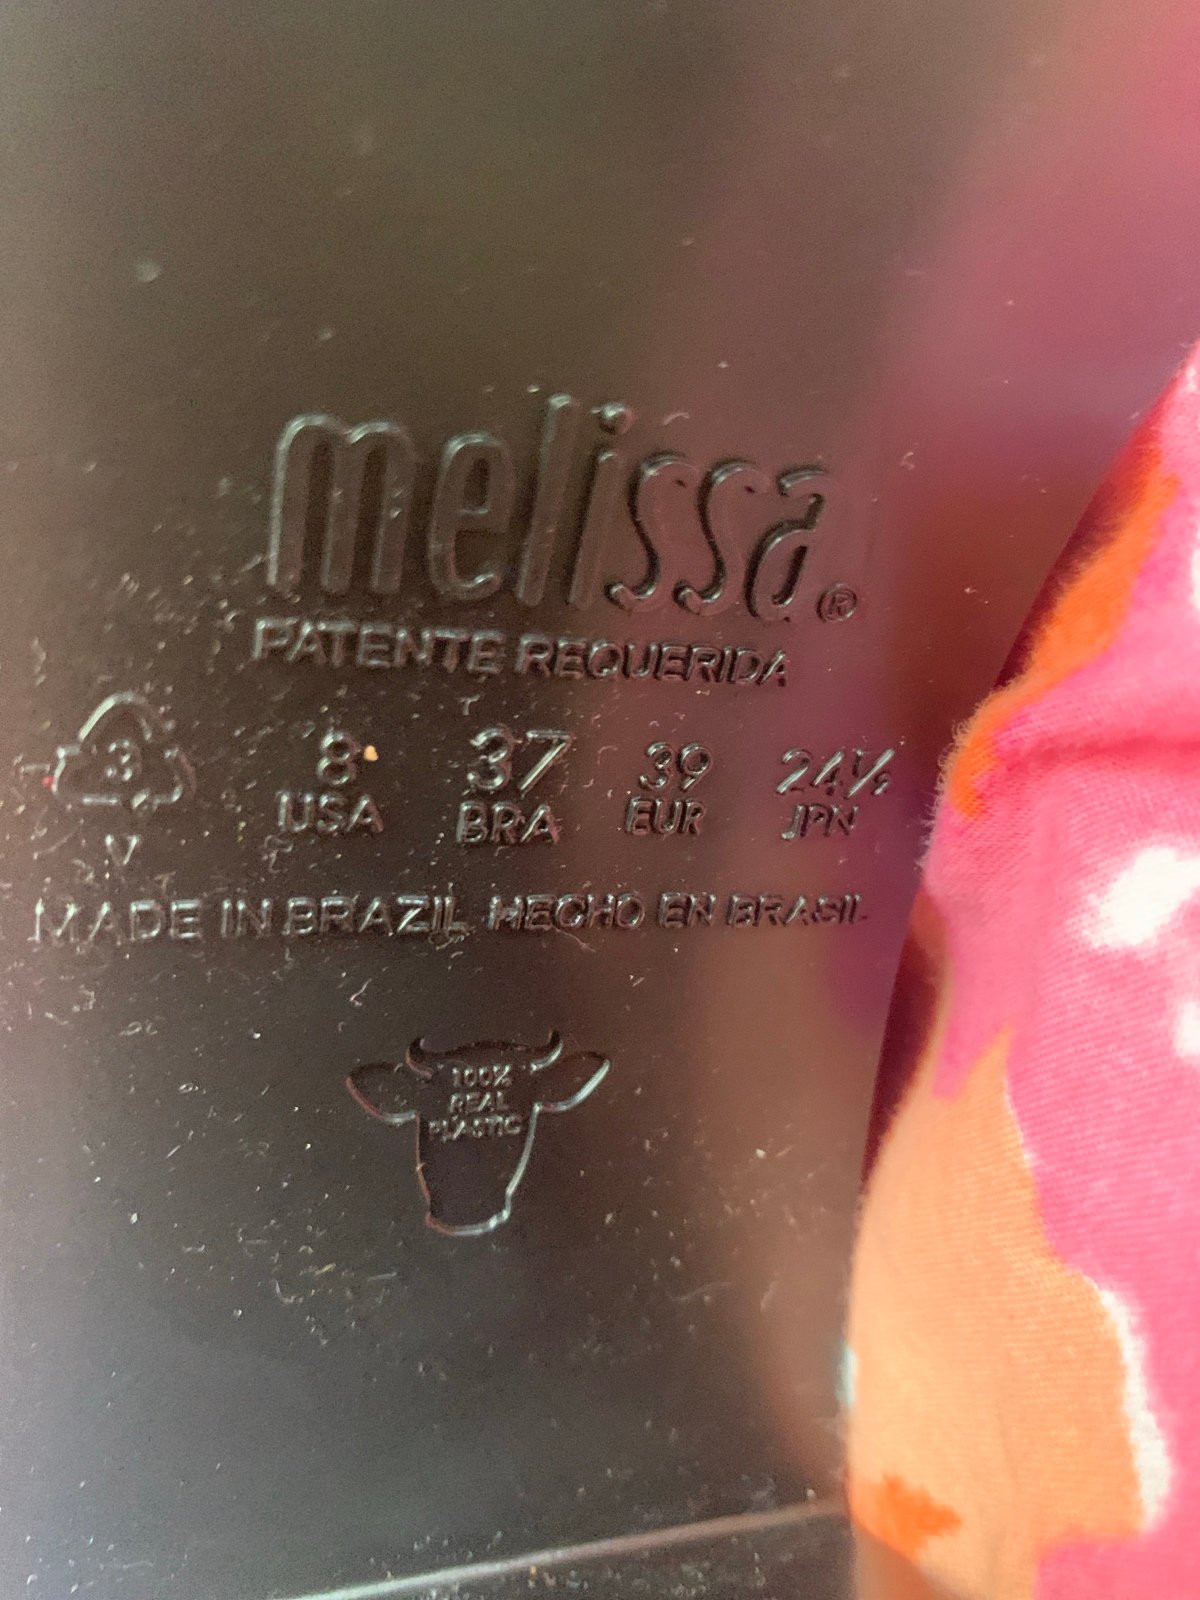 melissa®
PATENTE REQUERIDA
3 8 37 39 24½
V USA BRA EUR JPN
MADE IN BRAZIL HECHO EN BRASIL
100%
REAL
PLASTIC